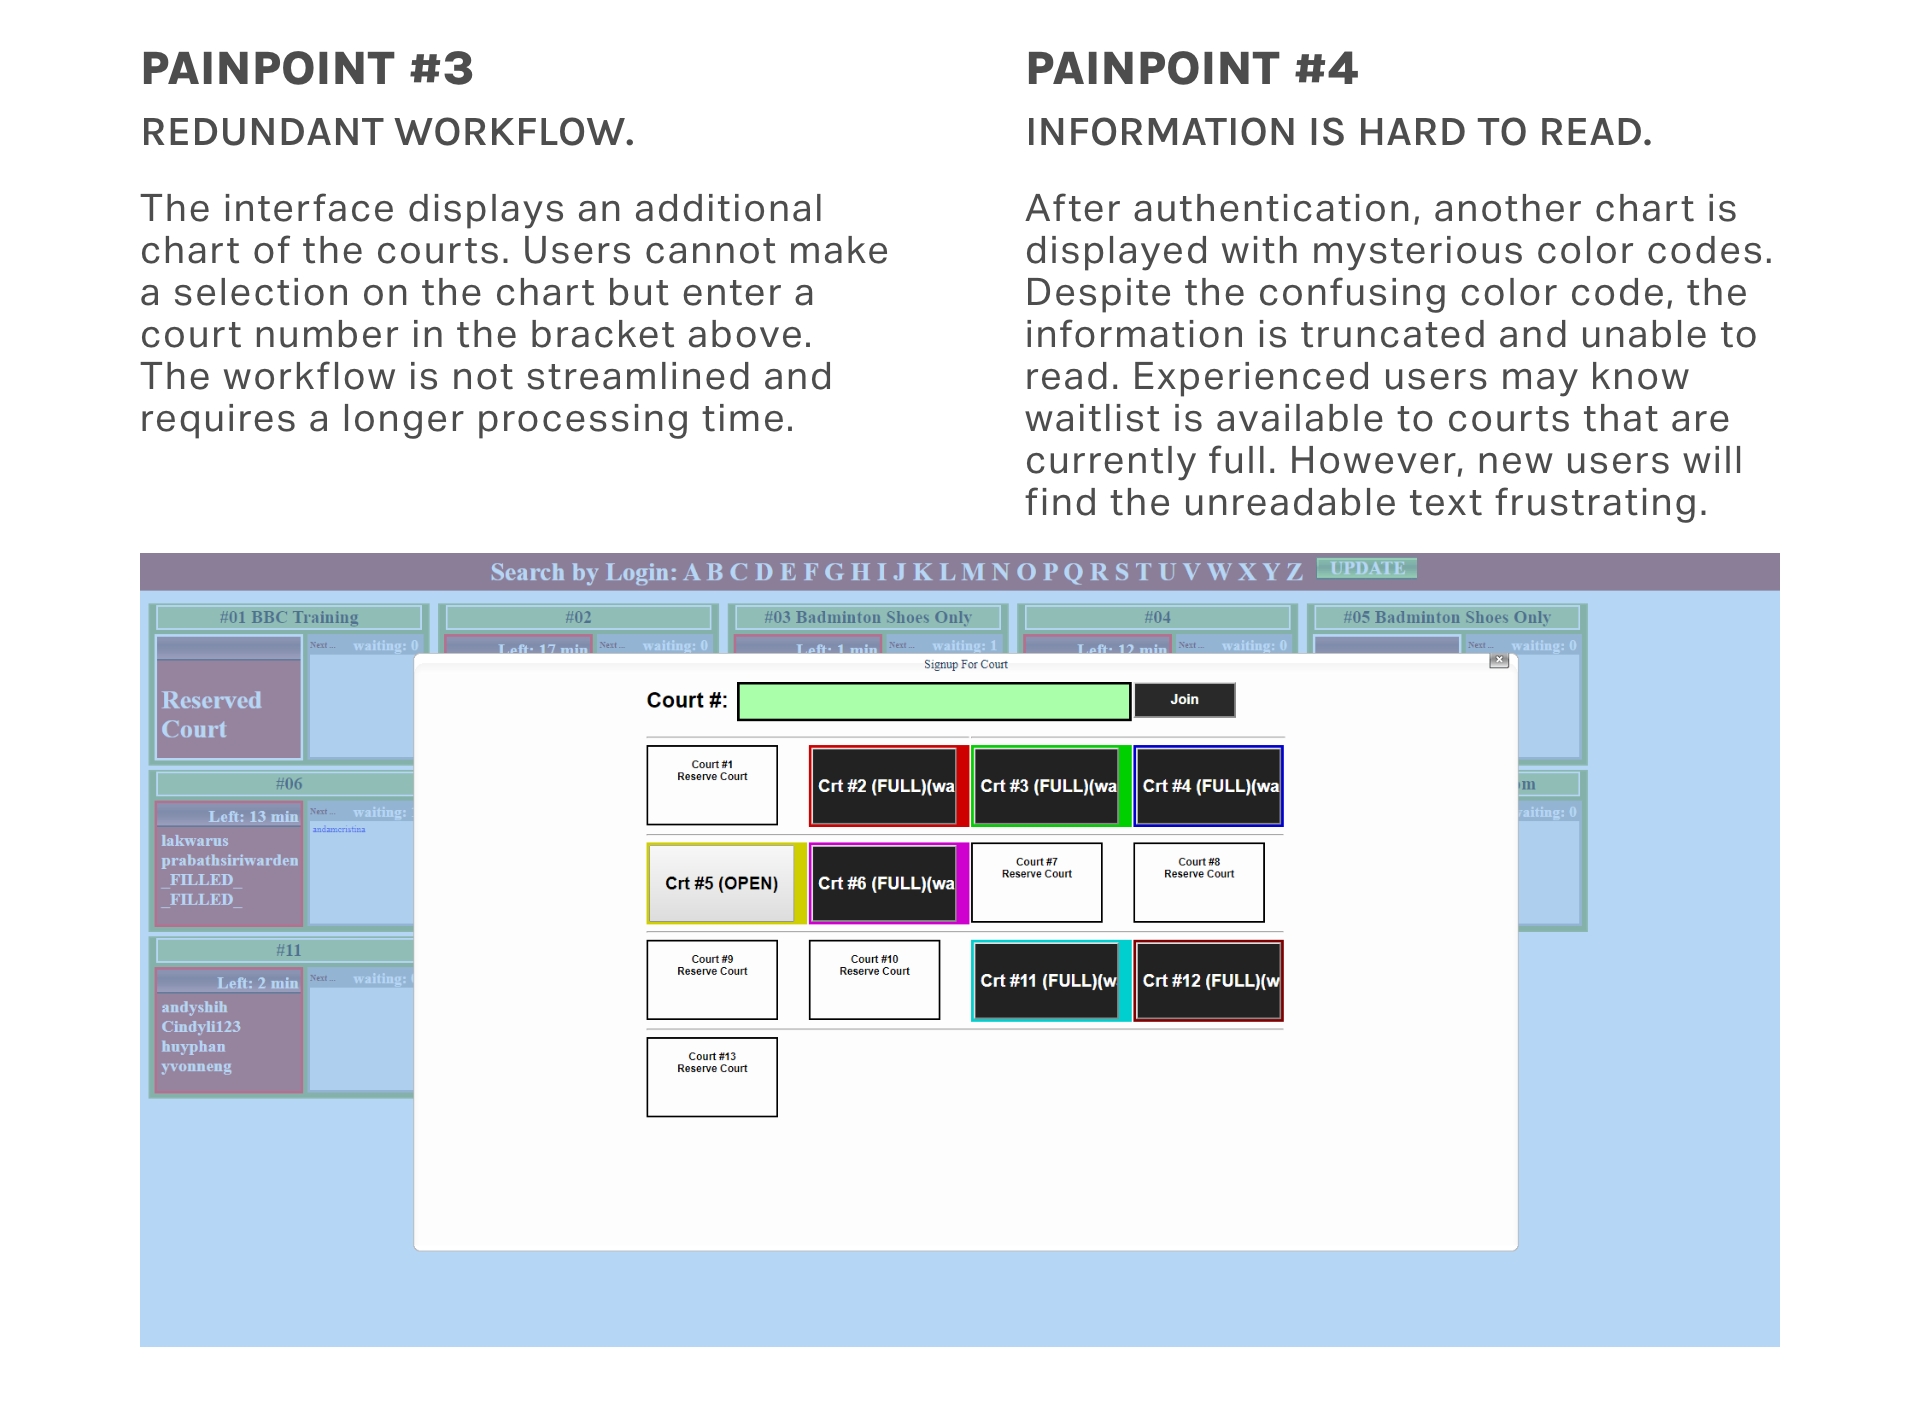 PAINPOINT #3
REDUNDANT WORKFLOW.
The interface displays an additional
chart of the courts. Users cannot make
a selection on the chart but enter a
court number in the bracket above.
The workflow is not streamlined and
requires a longer processing time.
PAINPOINT #4
INFORMATION IS HARD TO READ.
After authentication, another chart is
displayed with mysterious color codes.
Despite the confusing color code, the
information is truncated and unable to
read. Experienced users may know
waitlist is available to courts that are
currently full. However, new users will
find the unreadable text frustrating.
Search by Login: A B C D E F G H I J K L M N O P Q R S T U V W X Y Z UPDATE
#01 BBC Training
Next ... waiting: 0
Reserved
Court
#02
Left: 17 min Next ... waiting: 0
#03 Badminton Shoes Only
Left: 1 min Next ... waiting: 1
#04
Left: 12 min Next ... waiting: 0
#05 Badminton Shoes Only
Next ... waiting: 0
#06
Left: 13 min Next ... waiting:
lakwarus
prabathsiriwarden
_FILLED_
_FILLED_
andamcristina
#11
Left: 2 min Next ... waiting:
andyshih
Cindyli123
huyphan
yvonneng
om
waiting: 0
Signup For Court
x
Court #: Join
Court #1
Reserve Court
Crt #2 (FULL)(wa
Crt #3 (FULL)(wa
Crt #4 (FULL)(wa
Crt #5 (OPEN)
Crt #6 (FULL)(wa
Court #7
Reserve Court
Court #8
Reserve Court
Court #9
Reserve Court
Court #10
Reserve Court
Crt #11 (FULL)(w
Crt #12 (FULL)(w
Court #13
Reserve Court